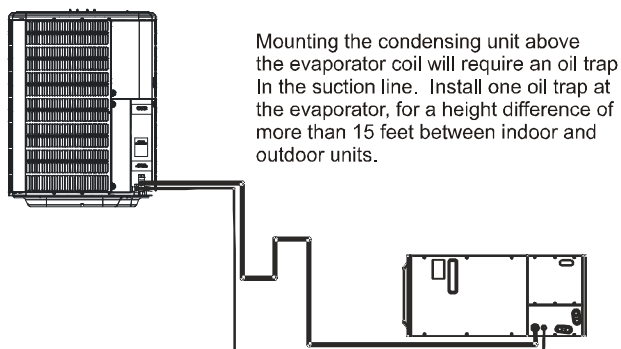 Mounting the condensing unit above
the evaporator coil will require an oil trap
In the suction line.  Install one oil trap at
the evaporator, for a height difference of
more than 15 feet between indoor and
outdoor units.